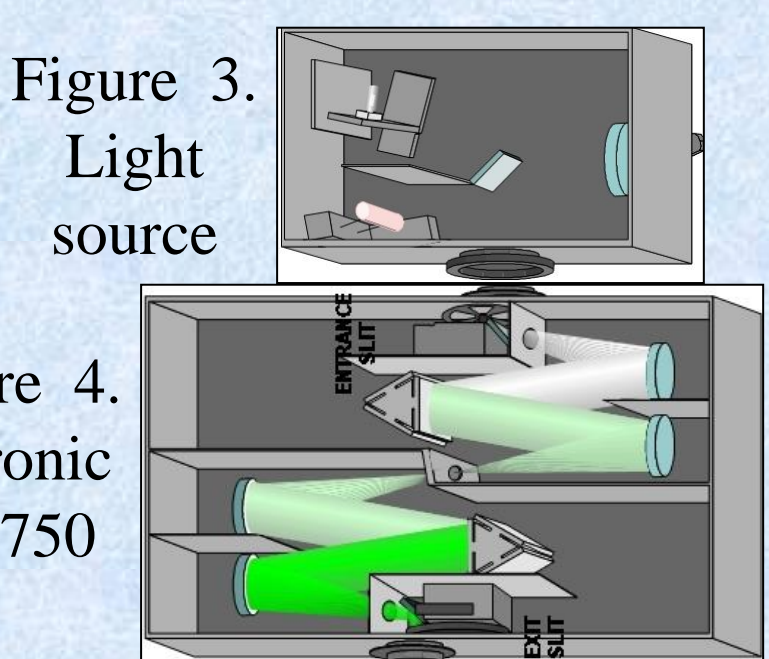 Figure 3.
Light
source
ENTRANCE
SLIT
re 4.
ronic
750
EXIT
SLIT